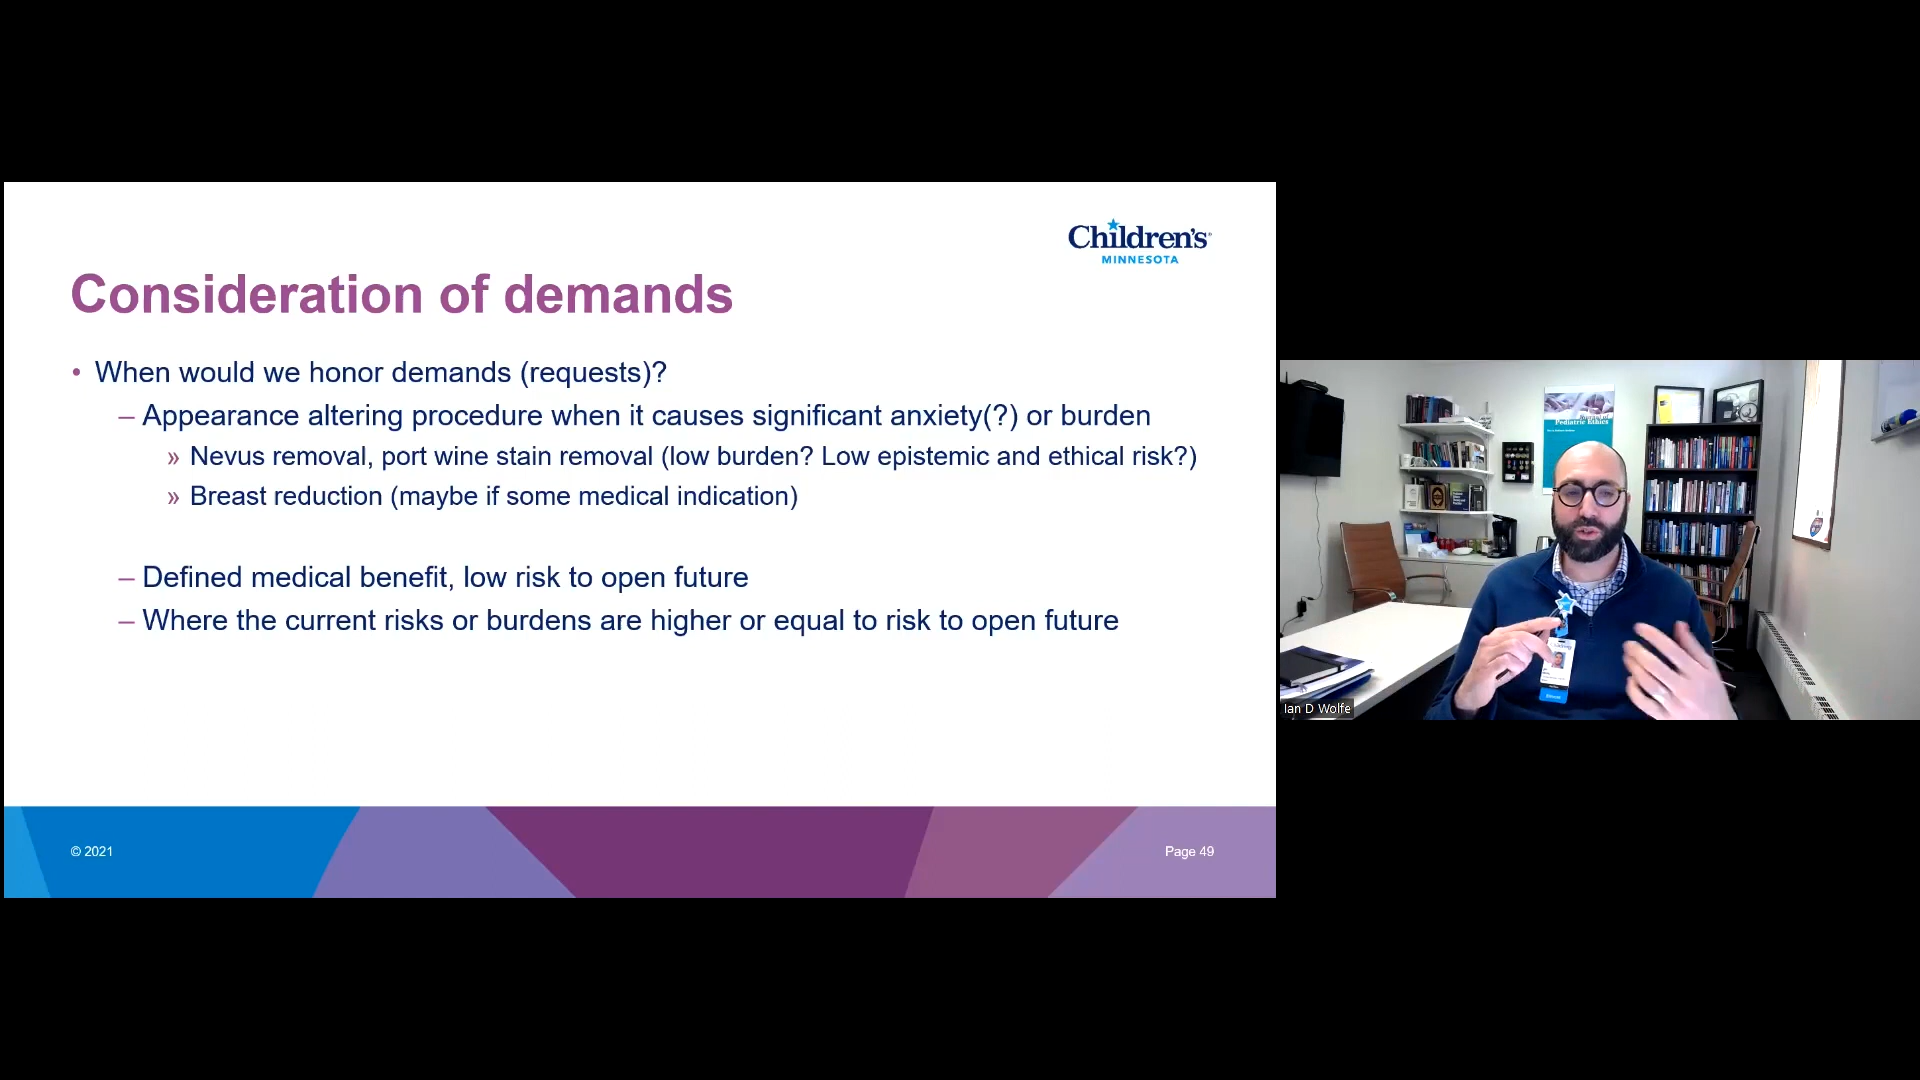 Children's
MINNESOTA
Consideration of demands
• When would we honor demands (requests)?
– Appearance altering procedure when it causes significant anxiety(?) or burden
» Nevus removal, port wine stain removal (low burden? Low epistemic and ethical risk?)
» Breast reduction (maybe if some medical indication)
– Defined medical benefit, low risk to open future
– Where the current risks or burdens are higher or equal to risk to open future
© 2021
Page 49
Pediatric Ethics
Ian D Wolfe